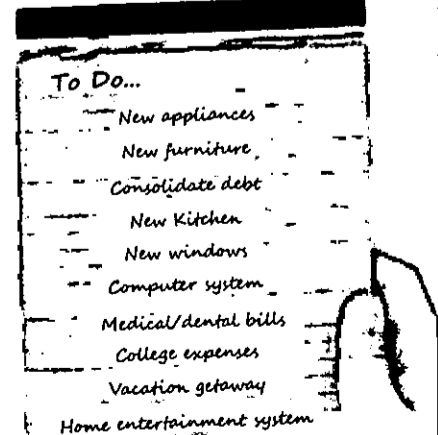 To Do...
New appliances
New furniture
Consolidate debt
New Kitchen
New windows
Computer system
Medical/dental bills
College expenses
Vacation getaway
Home entertainment system